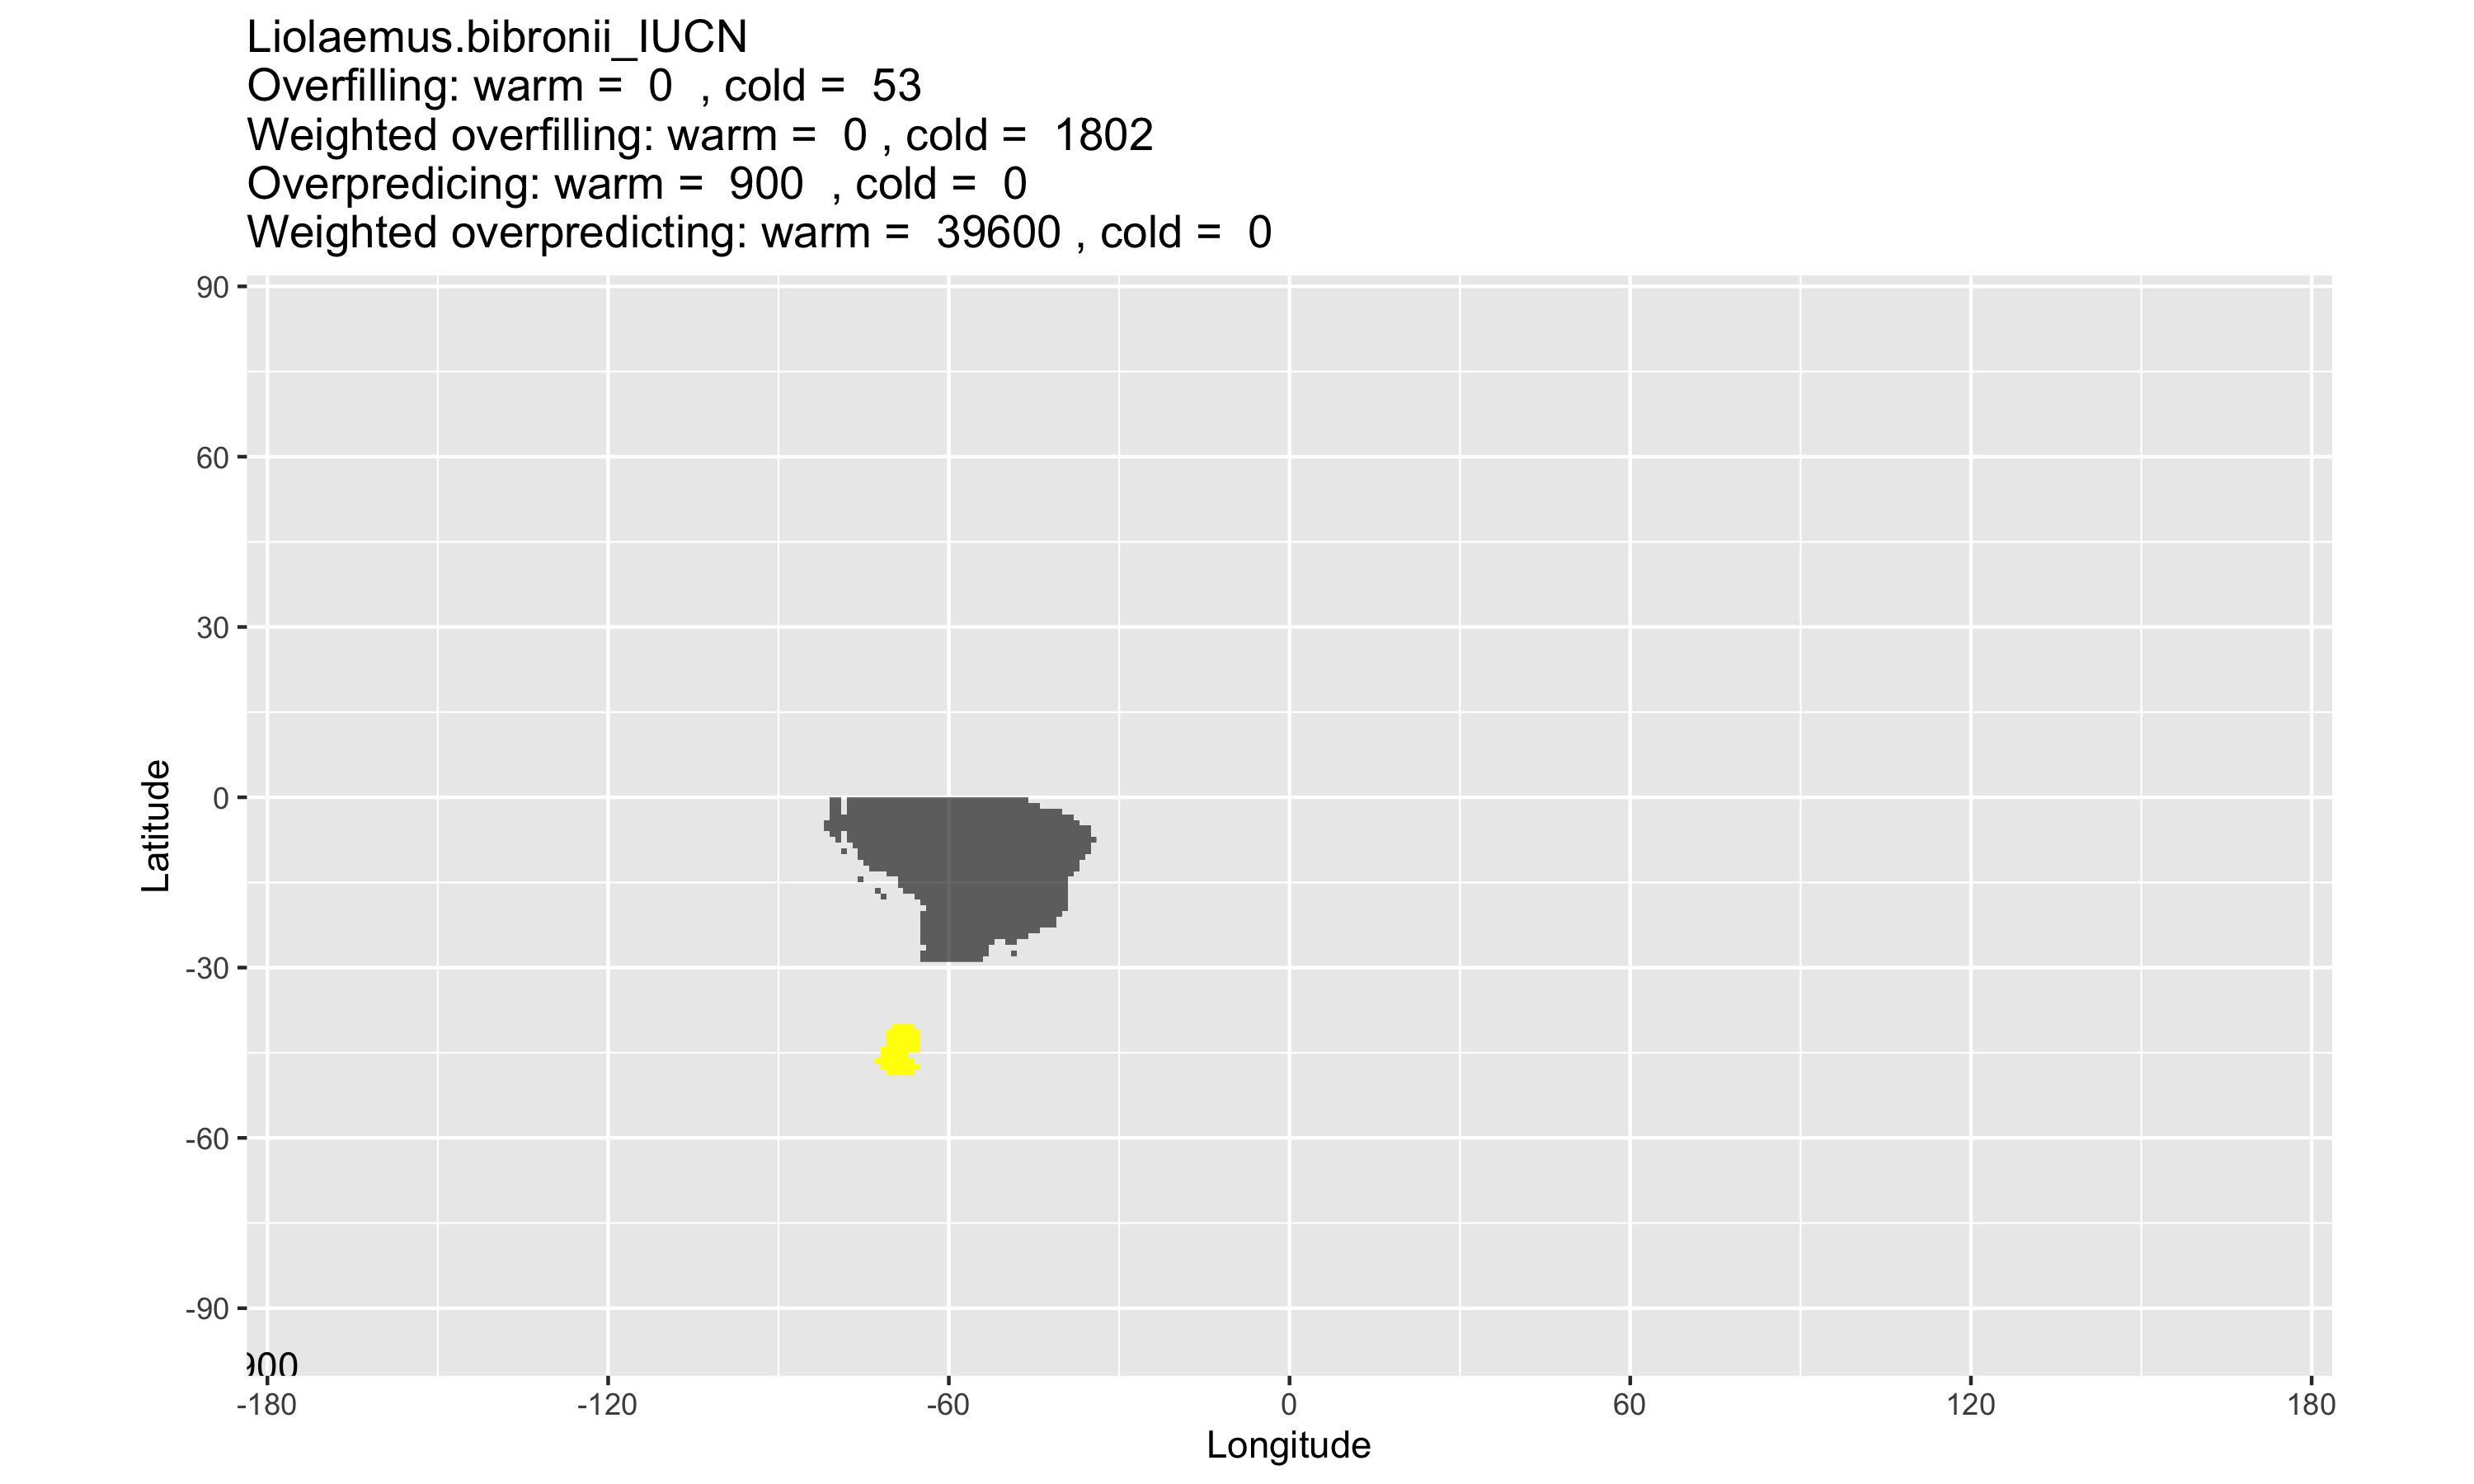 Liolaemus.bibronii_IUCN
Overfilling: warm =  0  , cold =  53
Weighted overfilling: warm =  0 , cold =  1802
Overpredicing: warm =  900  , cold =  0
Weighted overpredicting: warm =  39600 , cold =  0
90
60
30
0
-30
-60
-90
Latitude
-180 -120 -60 0 60 120 180
Longitude